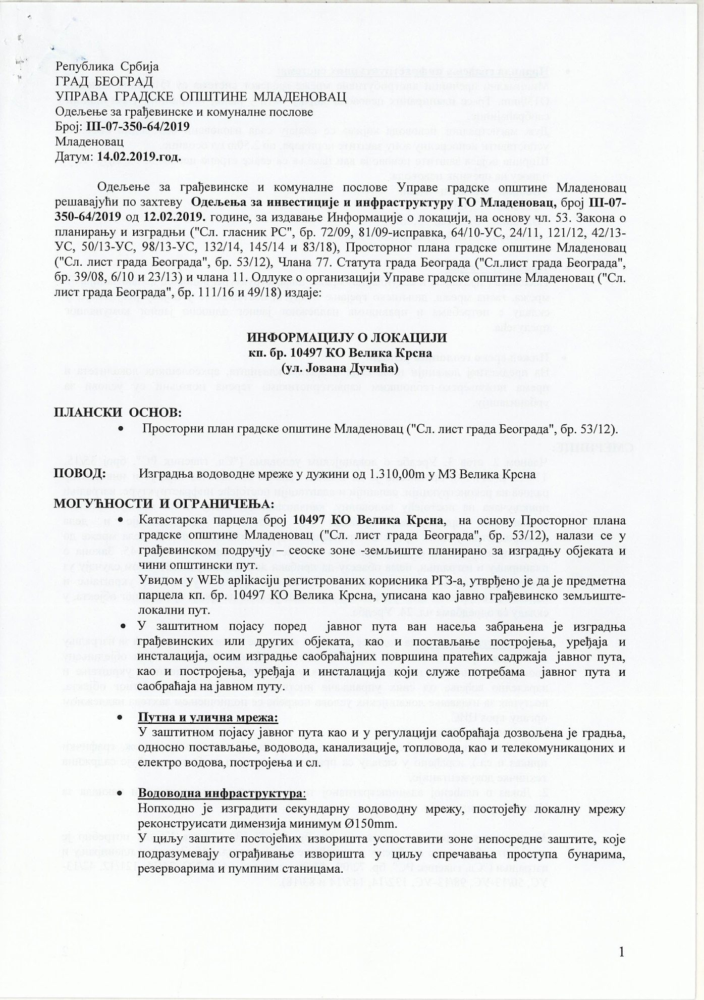 Република Србија
ГРАД БЕОГРАД
УПРАВА ГРАДСКЕ ОПШТИНЕ МЛАДЕНОВАЦ
Одељење за грађевинске и комуналне послове
Број: III-07-350-64/2019
Младеновац
Датум: 14.02.2019.год.
Одељење за грађевинске и комуналне послове Управе градске општине Младеновац
решавајући по захтеву Одељења за инвестиције и инфраструктуру ГО Младеновац, број III-07-
350-64/2019 од 12.02.2019. године, за издавање Информације о локацији, на основу чл. 53. Закона о
планирању и изградњи ("Сл. гласник РС", бр. 72/09, 81/09-исправка, 64/10-УС, 24/11, 121/12, 42/13-
УС, 50/13-УС, 98/13-УС, 132/14, 145/14 и 83/18), Просторног плана градске општине Младеновац
("Сл. лист града Београда", бр. 53/12), Члана 77. Статута града Београда ("Сл.лист града Београда",
бр. 39/08, 6/10 и 23/13) и члана 11. Одлуке о организацији Управе градске општине Младеновац ("Сл.
лист града Београда", бр. 111/16 и 49/18) издаје:
ИНФОРМАЦИЈУ О ЛОКАЦИЈИ
кп. бр. 10497 КО Велика Крсна
(ул. Јована Дучића)
ПЛАНСКИ ОСНОВ:
• Просторни план градске општине Младеновац ("Сл. лист града Београда", бр. 53/12).
ПОВОД: Изградња водоводне мреже у дужини од 1.310,00m у МЗ Велика Крсна
МОГУЋНОСТИ И ОГРАНИЧЕЊА:
• Катастарска парцела број 10497 КО Велика Крсна, на основу Просторног плана
градске општине Младеновац ("Сл. лист града Београда", бр. 53/12), налази се у
грађевинском подручју – сеоске зоне -земљиште планирано за изградњу објеката и
чини општински пут.
Увидом у WEb aplikaciju регистрованих корисника РГЗ-а, утврђено је да је предметна
парцела кп. бр. 10497 КО Велика Крсна, уписана као јавно грађевинско земљиште-
локални пут.
• У заштитном појасу поред јавног пута ван насеља забрањена је изградња
грађевинских или других објеката, као и постављање постројења, уређаја и
инсталација, осим изградње саобраћајних површина пратећих садржаја јавног пута,
као и постројења, уређаја и инсталација који служе потребама јавног пута и
саобраћаја на јавном путу.
• Путна и улична мрежа:
У заштитном појасу јавног пута као и у регулацији саобраћаја дозвољена је градња,
односно постављање, водовода, канализације, топловода, као и телекомуникацоних и
електро водова, постројења и сл.
• Водоводна инфраструктура:
Нопходно је изградити секундарну водоводну мрежу, постојећу локалну мрежу
реконструисати димензија минимум Ø150mm.
У циљу заштите постојећих изворишта успоставити зоне непосредне заштите, које
подразумевају ограђивање изворишта у циљу спречавања проступа бунарима,
резервоарима и пумпним станицама.
1